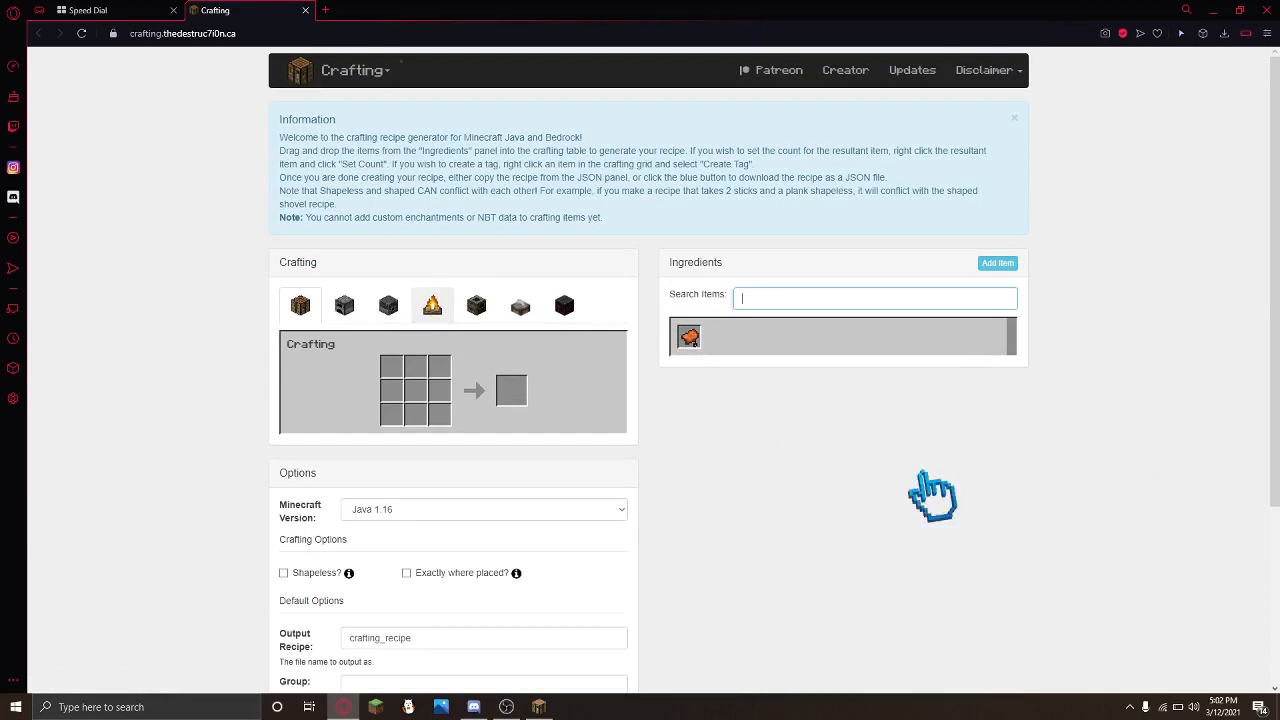 Speed Dial
Crafting
crafting.thedestruc7i0n.ca
Crafting
Patreon
Creator
Updates
Disclaimer
Information
Welcome to the crafting recipe generator for Minecraft Java and Bedrock!
Drag and drop the items from the "Ingredients" panel into the crafting table to generate your recipe. If you wish to set the count for the resultant item, right click the resultant
item and click "Set Count". If you wish to create a tag, right click an item in the crafting grid and select "Create Tag".
Once you are done creating your recipe, either copy the recipe from the JSON panel, or click the blue button to download the recipe as a JSON file.
Note that Shapeless and shaped CAN conflict with each other! For example, if you make a recipe that takes 2 sticks and a plank shapeless, it will conflict with the shaped
shovel recipe.
Note: You cannot add custom enchantments or NBT data to crafting items yet.
Crafting
Crafting
Ingredients
Add Item
Search Items:
Options
Minecraft
Version:
Java 1.16
Crafting Options
Shapeless?
Exactly where placed?
Default Options
Output
Recipe:
crafting_recipe
The file name to output as.
Group:
Type here to search
5:02 PM
3/12/2021
14